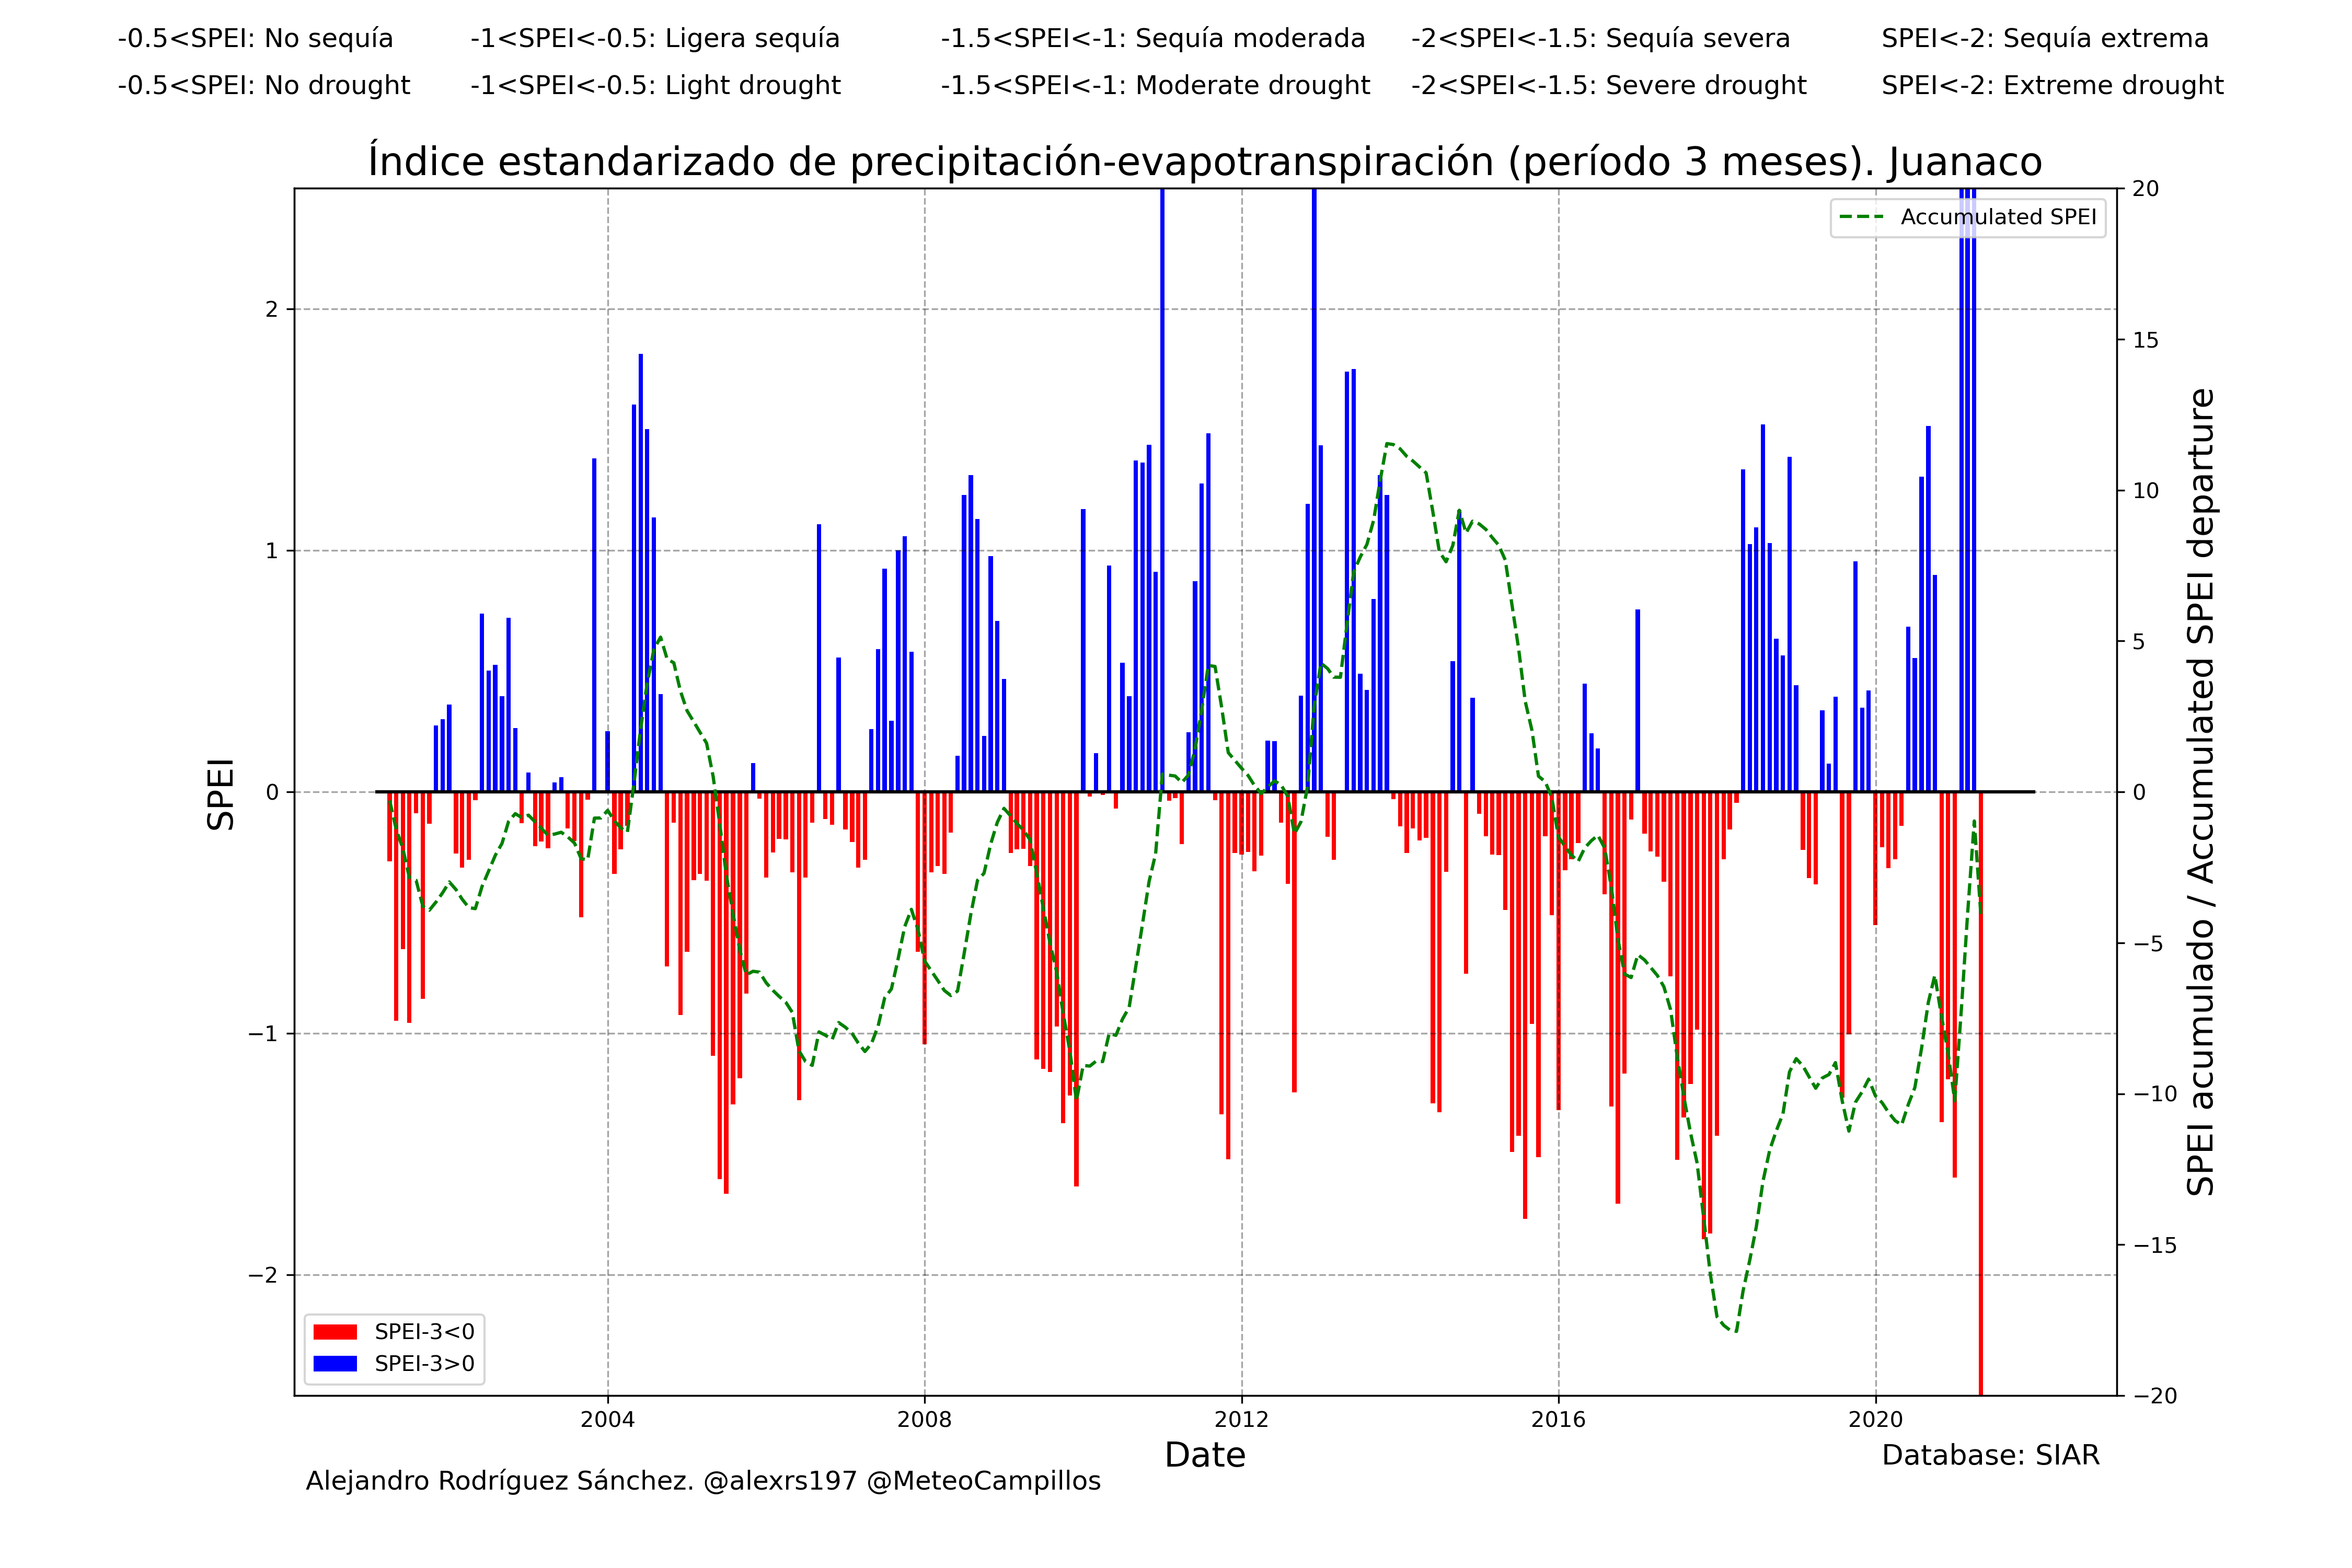 -0.5<SPEI: No sequía -1<SPEI<-0.5: Ligera sequía -1.5<SPEI<-1: Sequía moderada -2<SPEI<-1.5: Sequía severa SPEI<-2: Sequía extrema
-0.5<SPEI: No drought -1<SPEI<-0.5: Light drought -1.5<SPEI<-1: Moderate drought -2<SPEI<-1.5: Severe drought SPEI<-2: Extreme drought
Índice estandarizado de precipitación-evapotranspiración (período 3 meses). Juanaco
Accumulated SPEI
2
1
0
−1
−2
SPEI
20
15
10
5
0
−5
−10
−15
−20
SPEI acumulado / Accumulated SPEI departure
SPEI-3<0
SPEI-3>0
2004 2008 2012 2016 2020
Date
Database: SIAR
Alejandro Rodríguez Sánchez. @alexrs197 @MeteoCampillos